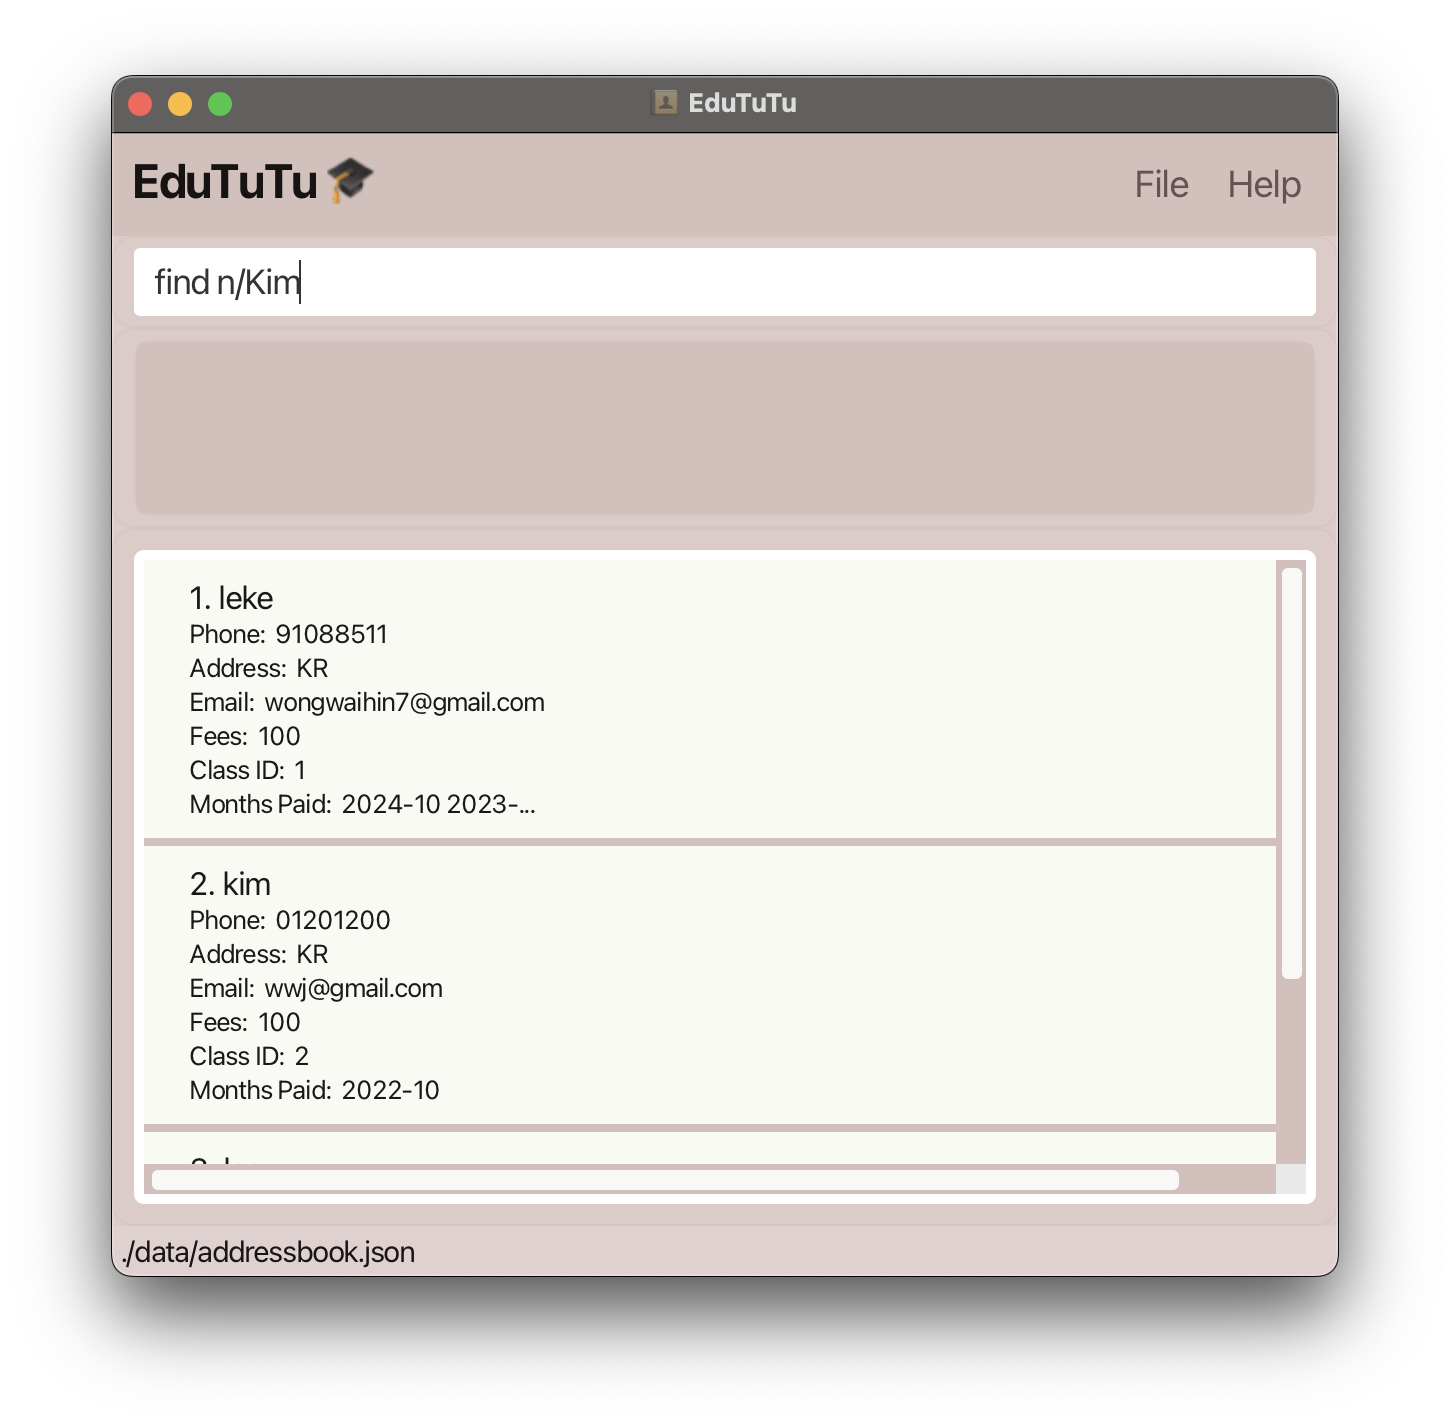 EduTuTu
EduTuTu
File Help
find n/Kim
1. leke
Phone: 91088511
Address: KR
Email: wongwaihin7@gmail.com
Fees: 100
Class ID: 1
Months Paid: 2024-10 2023-...
2. kim
Phone: 01201200
Address: KR
Email: wwj@gmail.com
Fees: 100
Class ID: 2
Months Paid: 2022-10
./data/addressbook.json